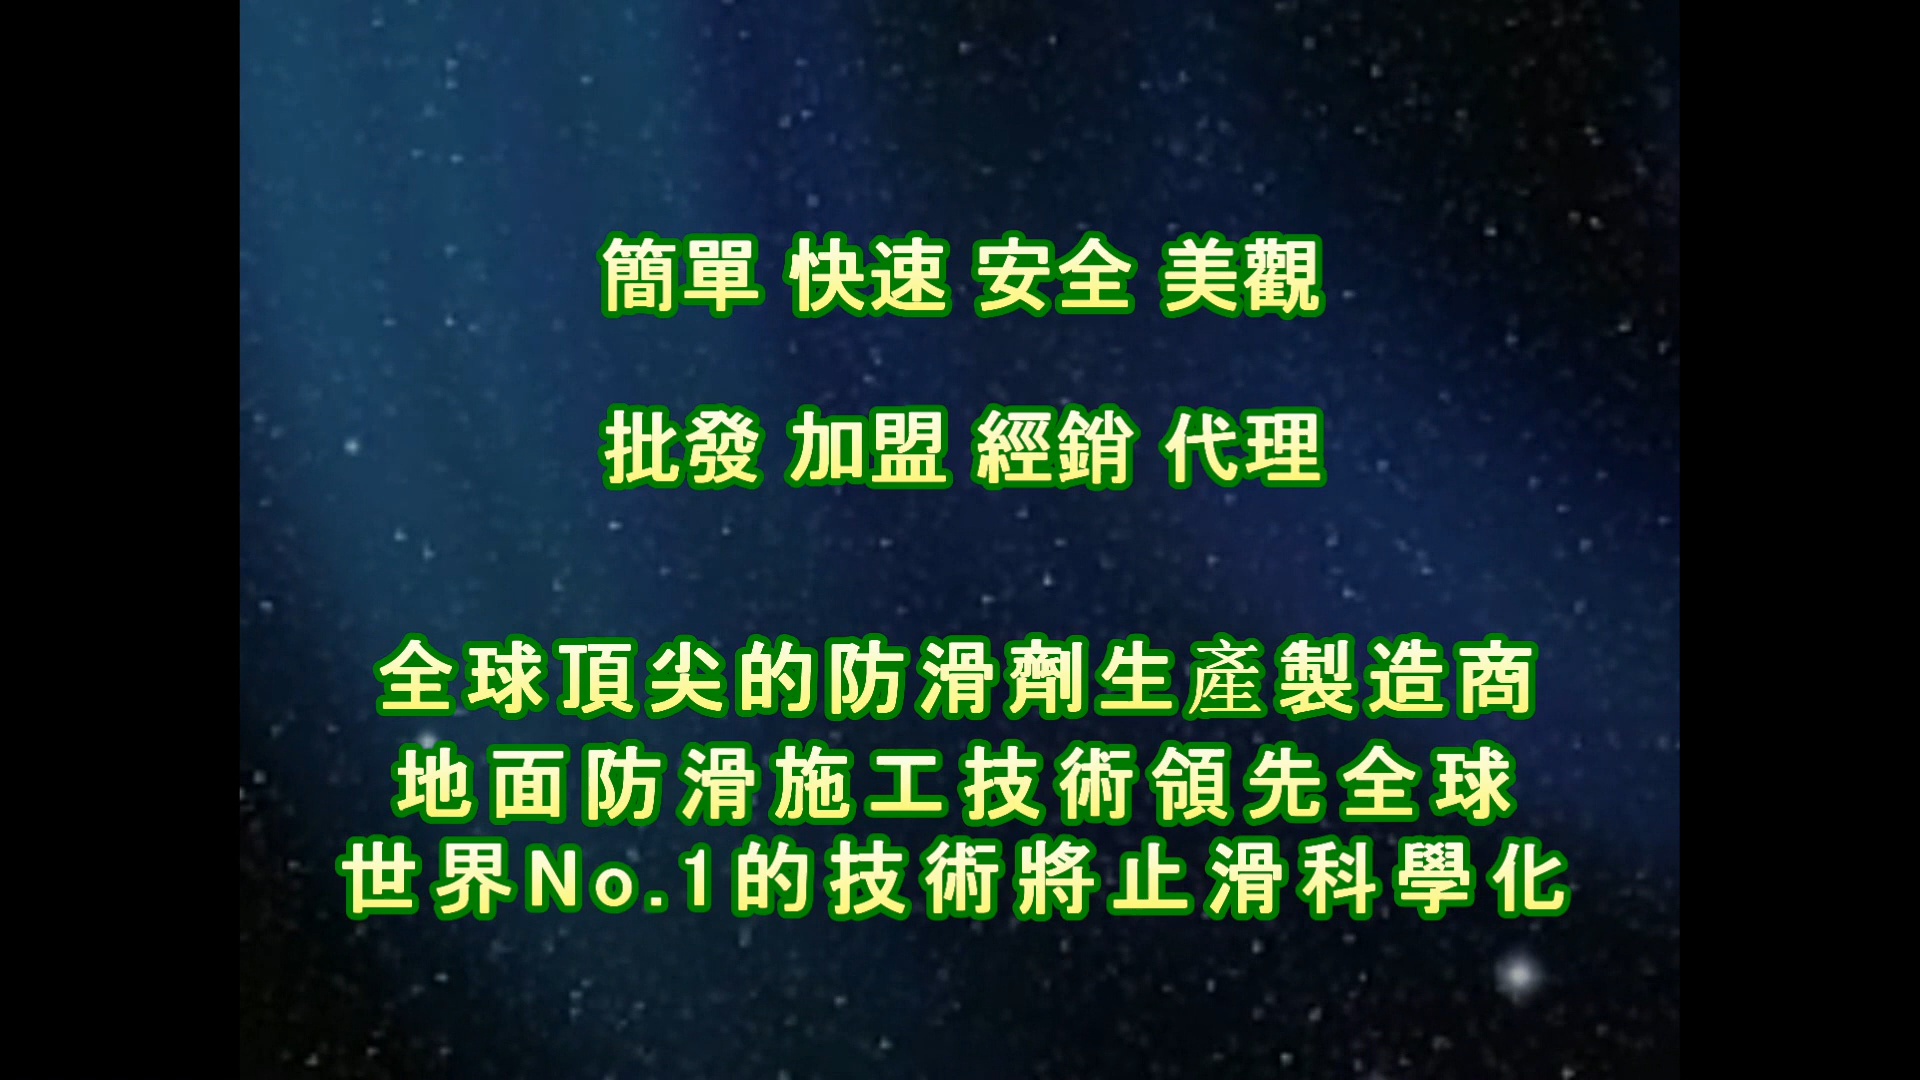 簡單 快速 安全 美觀
批發 加盟 經銷 代理
全球頂尖的防滑劑生產製造商
地面防滑施工技術領先全球
世界No.1的技術將止滑科學化